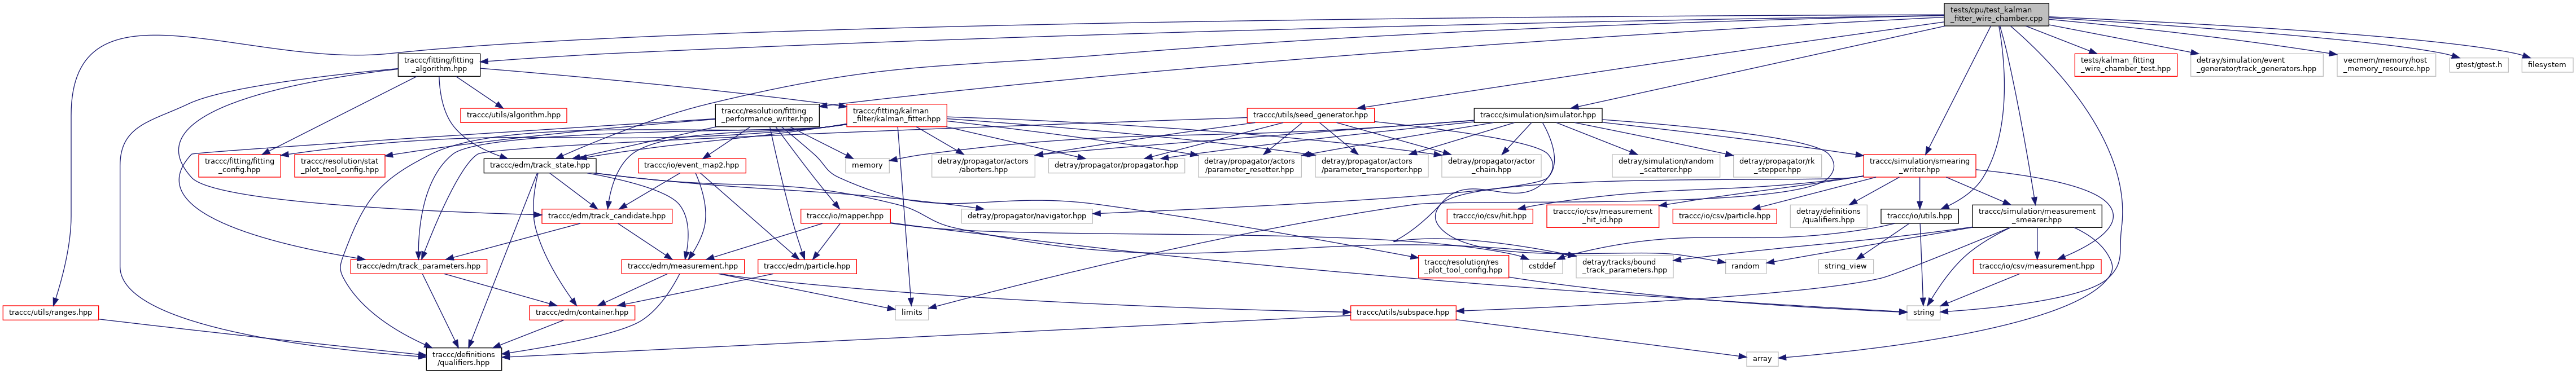 tests/cpu/test_kalman
_fitter_wire_chamber.cpp
traccc/fitting/fitting
_algorithm.hpp
tests/kalman_fitting
_wire_chamber_test.hpp
detray/simulation/event
_generator/track_generators.hpp
vecmem/memory/host
_memory_resource.hpp
gtest/gtest.h
filesystem
traccc/utils/algorithm.hpp
traccc/resolution/fitting
_performance_writer.hpp
traccc/fitting/kalman
_filter/kalman_fitter.hpp
traccc/utils/seed_generator.hpp
traccc/simulation/simulator.hpp
traccc/fitting/fitting
_config.hpp
traccc/resolution/stat
_plot_tool_config.hpp
traccc/edm/track_state.hpp
traccc/io/event_map2.hpp
memory
detray/propagator/actors
/aborters.hpp
detray/propagator/propagator.hpp
detray/propagator/actors
/parameter_resetter.hpp
detray/propagator/actors
/parameter_transporter.hpp
detray/propagator/actor
_chain.hpp
detray/simulation/random
_scatterer.hpp
detray/propagator/rk
_stepper.hpp
traccc/simulation/smearing
_writer.hpp
traccc/edm/track_candidate.hpp
traccc/io/mapper.hpp
detray/propagator/navigator.hpp
traccc/io/csv/hit.hpp
traccc/io/csv/measurement
_hit_id.hpp
traccc/io/csv/particle.hpp
detray/definitions
/qualifiers.hpp
traccc/io/utils.hpp
traccc/simulation/measurement
_smearer.hpp
traccc/edm/track_parameters.hpp
traccc/edm/measurement.hpp
traccc/edm/particle.hpp
traccc/resolution/res
_plot_tool_config.hpp
cstddef
detray/tracks/bound
_track_parameters.hpp
random
string_view
traccc/io/csv/measurement.hpp
traccc/utils/ranges.hpp
traccc/edm/container.hpp
limits
traccc/utils/subspace.hpp
string
traccc/definitions
/qualifiers.hpp
array